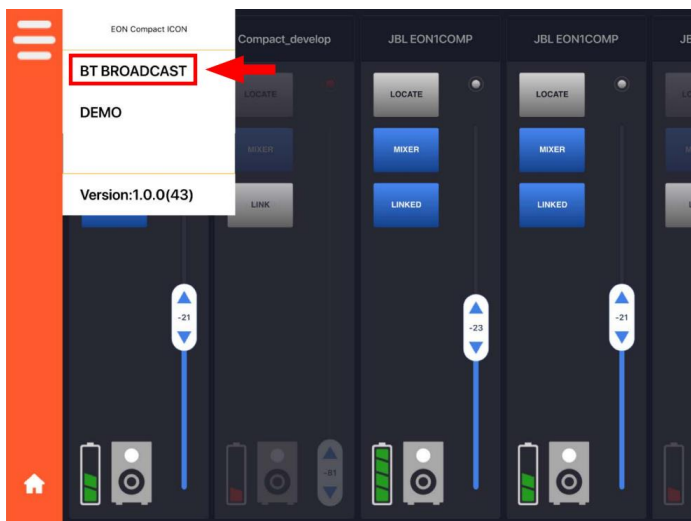 EON Compact ICON
BT BROADCAST
DEMO
Version:1.0.0(43)
-21
Compact_develop
LOCATE
MIXER
LINK
-81
JBL EON1COMP
LOCATE
MIXER
LINKED
-23
JBL EON1COMP
LOCATE
MIXER
LINKED
-21